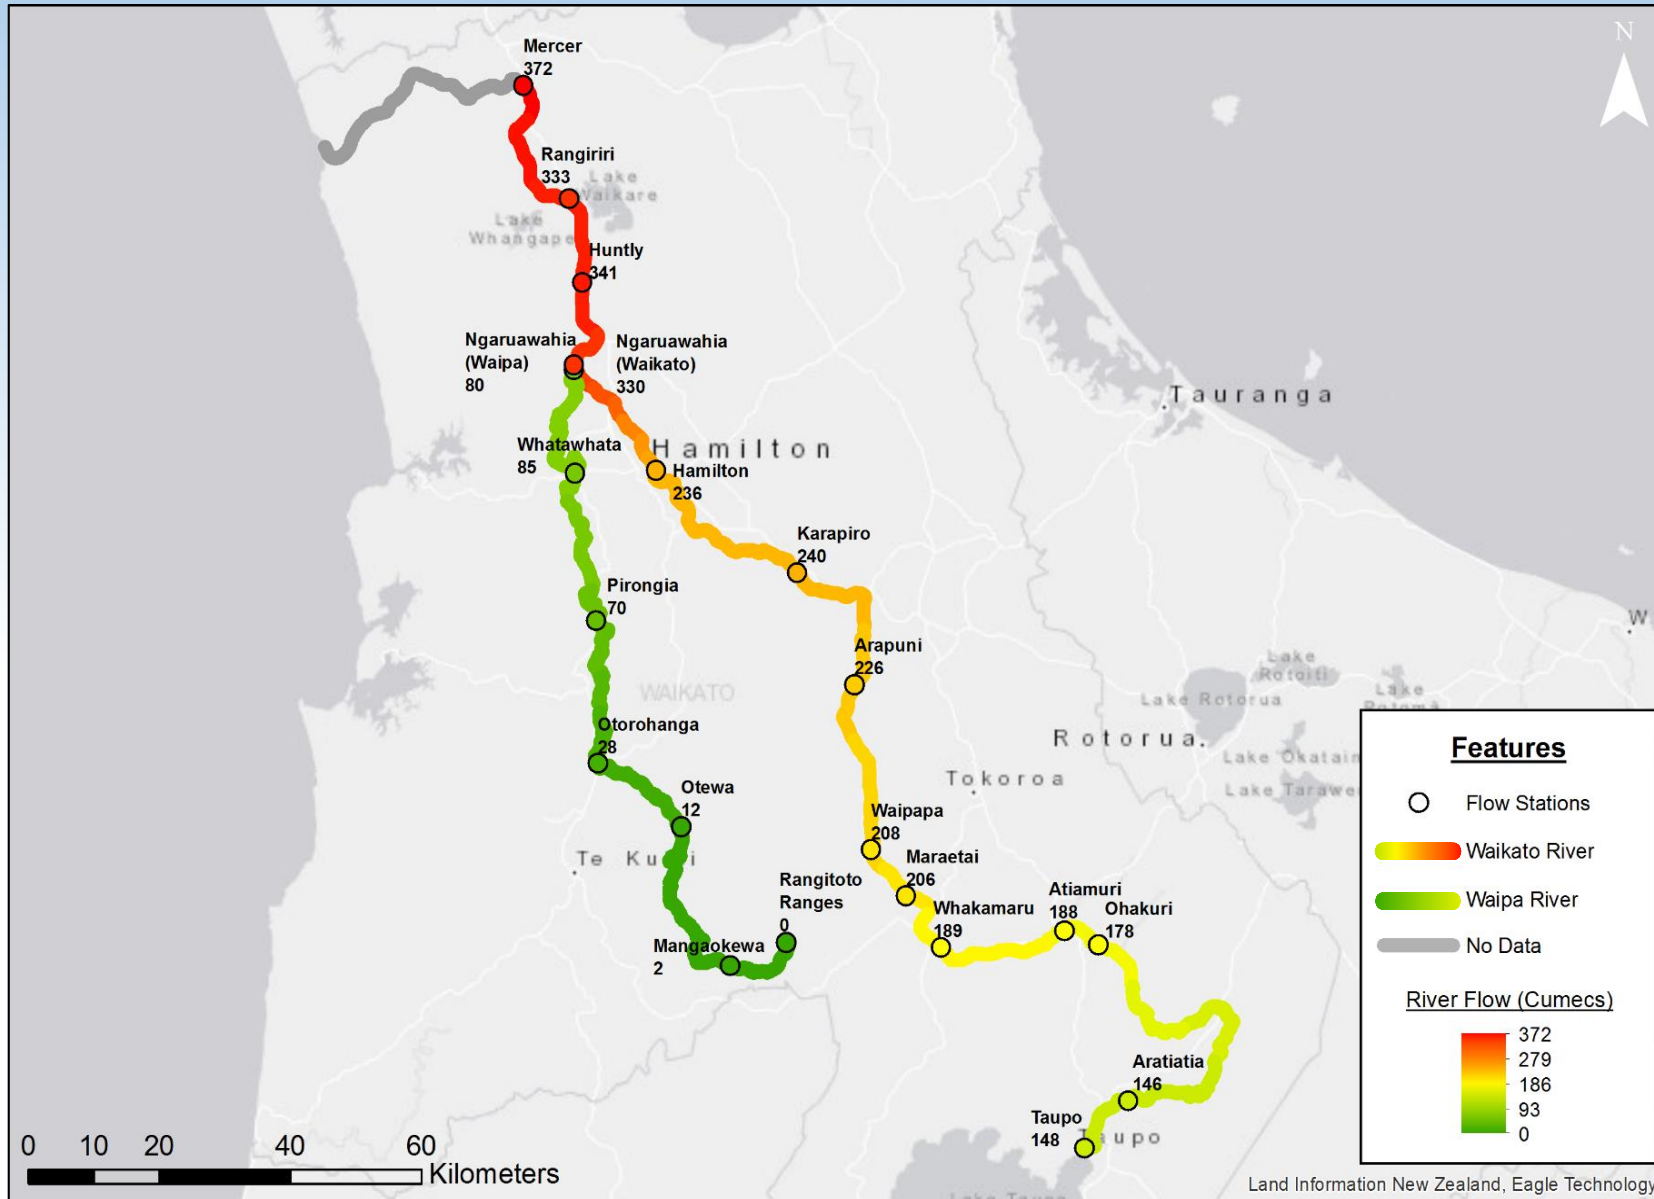 N
Mercer
372
Rangiriri
333
Lake
Waikare
Lake
Whangape
Huntly
341
Ngaruawahia
(Waipa)
80
Ngaruawahia
(Waikato)
330
Tauranga
Whatawhata
85
Hamilton
Hamilton
236
Karapiro
240
Pirongia
70
Arapuni
226
WAIKATO
Lake
Rotoiti
Lake Rotorua
Lake
Otorohanga
28
Rotorua
Lake Okatain
Tokoroa
Lake Tarawe
Otewa
12
Waipapa
208
Te Kuiti
Maraetai
206
Rangitoto
Ranges
0
Whakamaru
189
Atiamuri
188
Ohakuri
178
Mangaokewa
2
Aratiatia
146
Taupo
148
Taupo
Features
Flow Stations
Waikato River
Waipa River
No Data
River Flow (Cumecs)
372
279
186
93
0
0 10 20 40 60
Kilometers
Land Information New Zealand, Eagle Technology